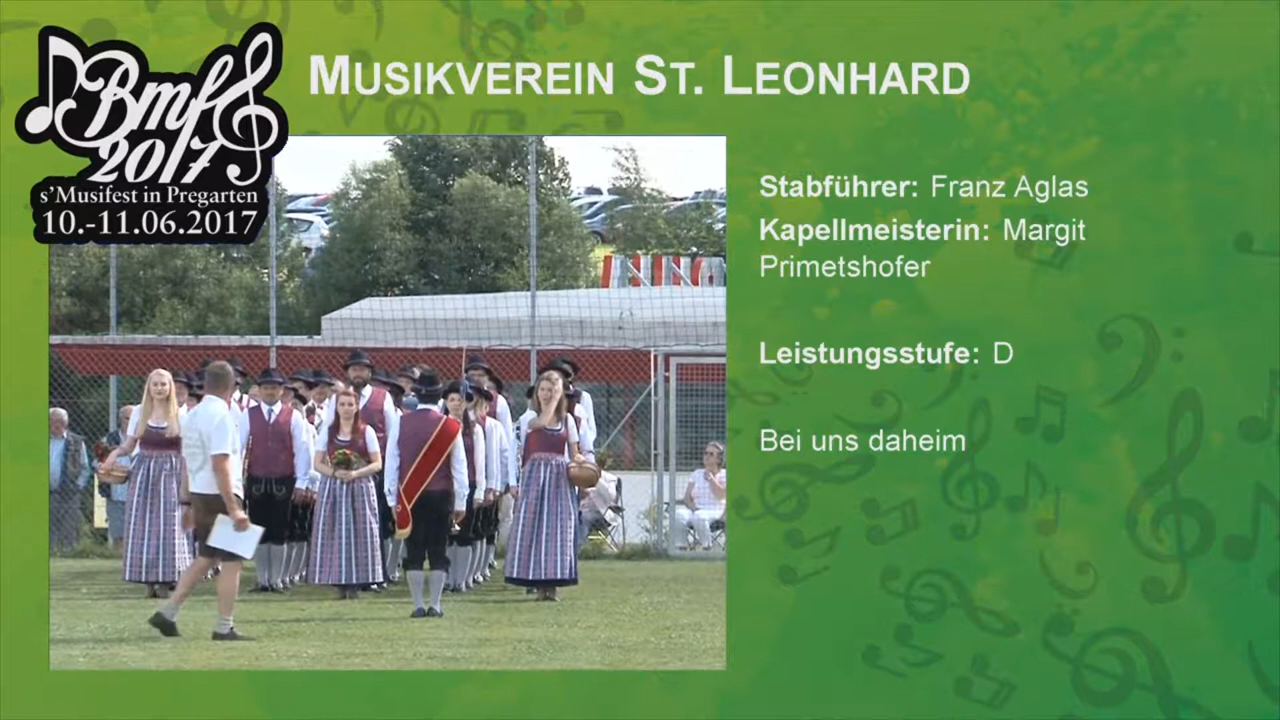 Bmf
2017
s'Musifest in Pregarten
10.-11.06.2017
MUSIKVEREIN ST. LEONHARD
Stabführer: Franz Aglas
Kapellmeisterin: Margit
Primetshofer
Leistungsstufe: D
Bei uns daheim